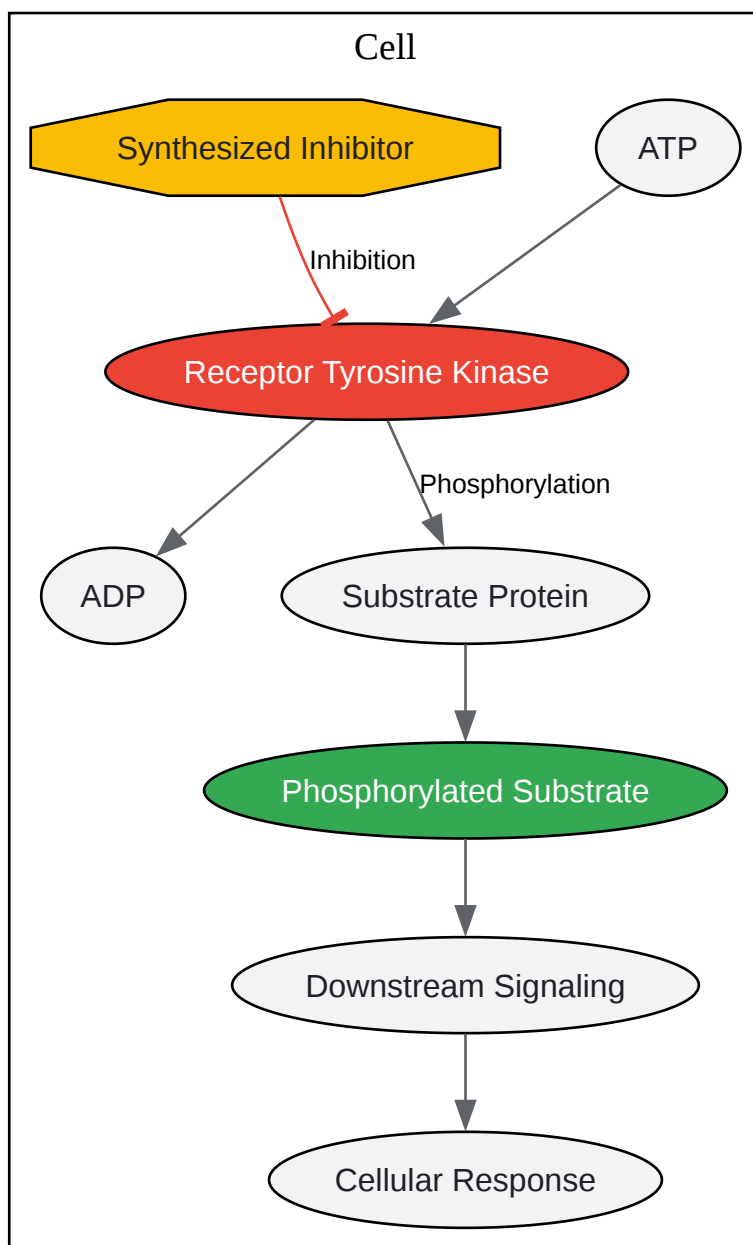 Cell
Synthesized Inhibitor
ATP
Inhibition
Receptor Tyrosine Kinase
Phosphorylation
ADP
Substrate Protein
Phosphorylated Substrate
Downstream Signaling
Cellular Response